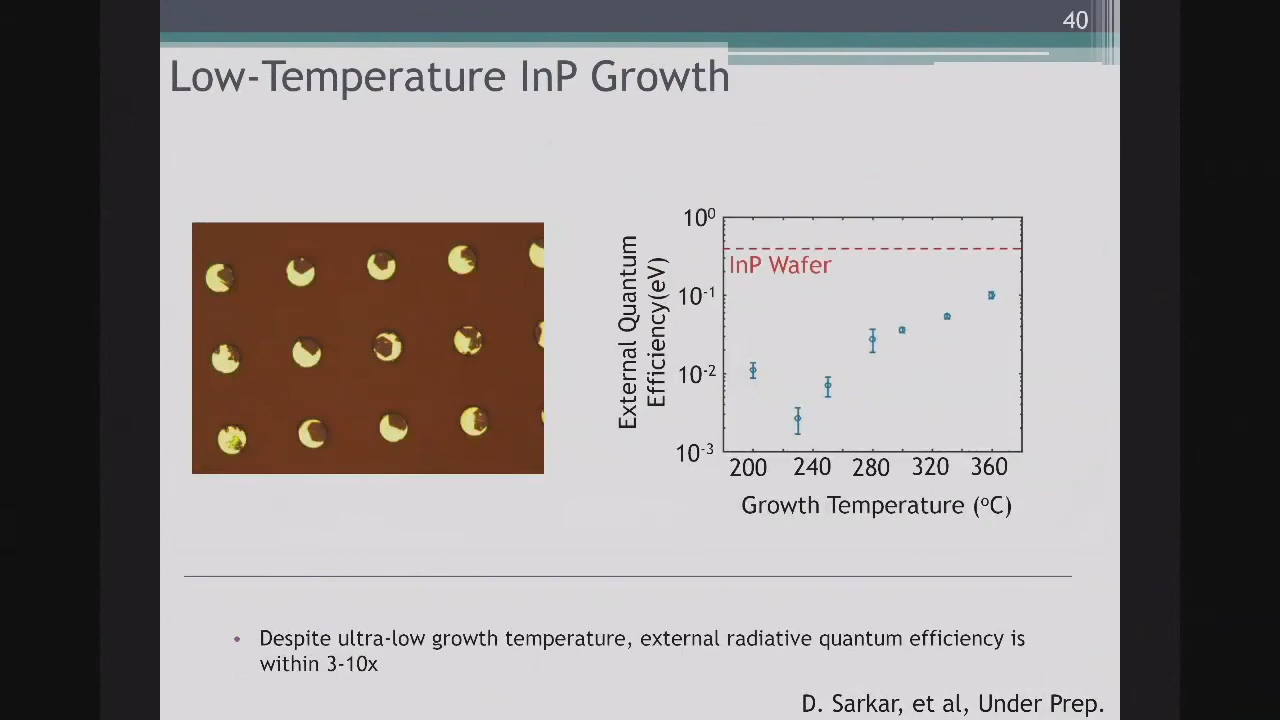 40
Low-Temperature InP Growth
External Quantum
Efficiency(eV)
10⁰
10⁻¹
10⁻²
10⁻³
InP Wafer
200 240 280 320 360
Growth Temperature (°C)
• Despite ultra-low growth temperature, external radiative quantum efficiency is
within 3-10x
D. Sarkar, et al, Under Prep.